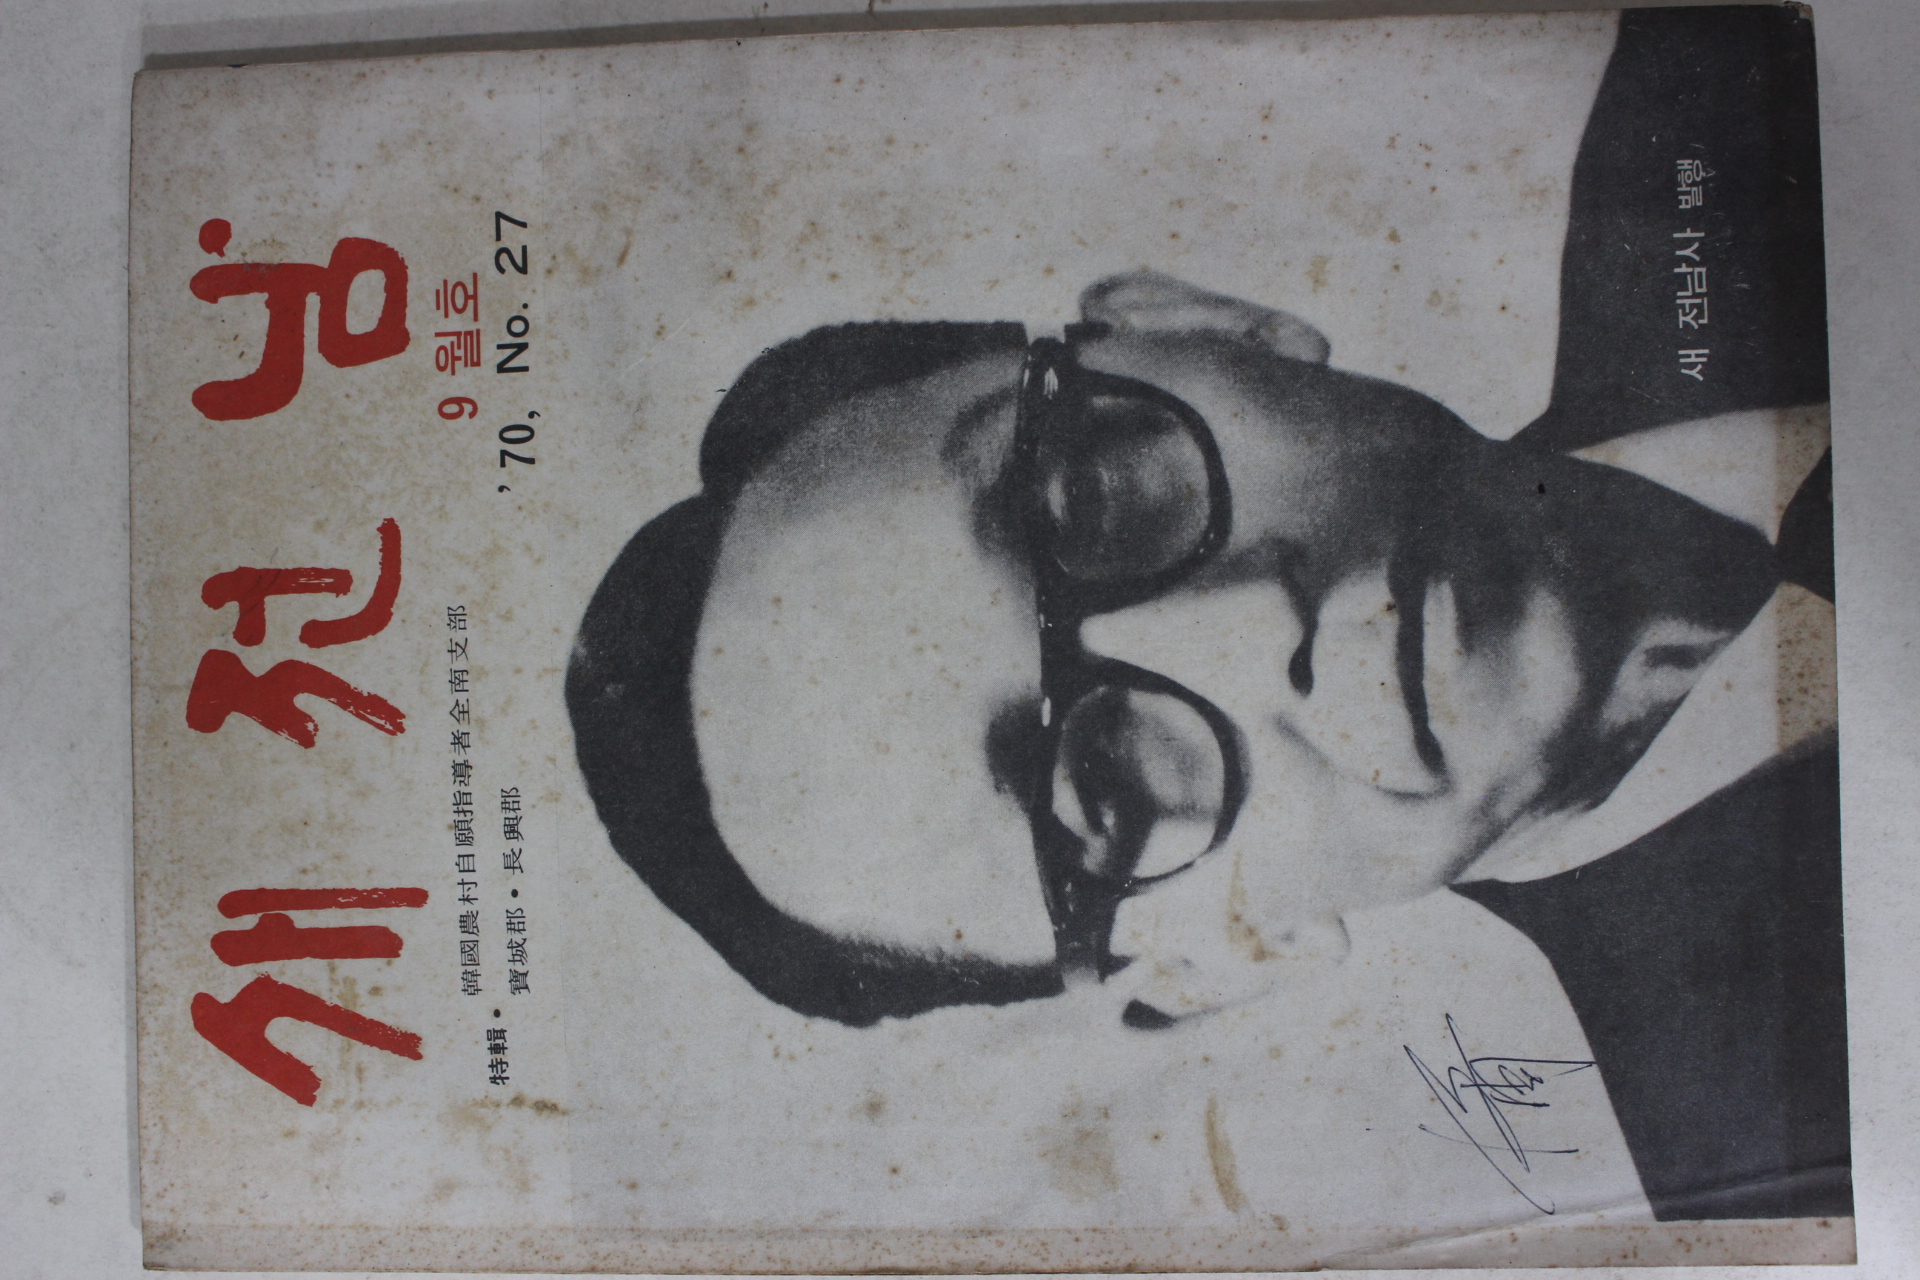 새 전 남
9 월호
'70, No. 27
特輯•
韓國農村自願指導者全南支部
寶城郡•長興郡
새 전남사 발행